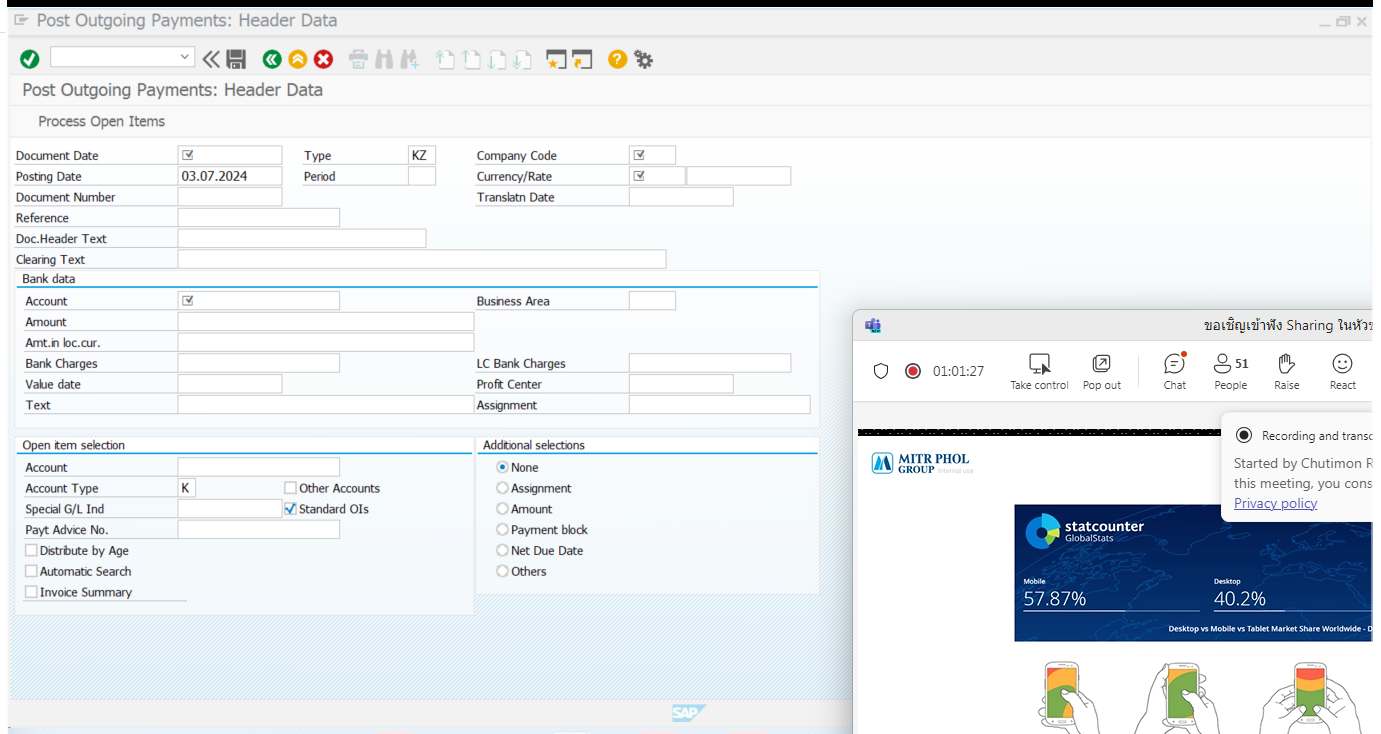 Post Outgoing Payments: Header Data
Post Outgoing Payments: Header Data
Process Open Items
Document Date
Type KZ
Company Code
Posting Date 03.07.2024
Period
Currency/Rate
Document Number
Translatn Date
Reference
Doc.Header Text
Clearing Text
Bank data
Account
Business Area
Amount
Amt.in loc.cur.
Bank Charges
LC Bank Charges
Value date
Profit Center
Text
Assignment
Open item selection
Account
Account Type K
Other Accounts
Special G/L Ind
Standard OIs
Payt Advice No.
Distribute by Age
Automatic Search
Invoice Summary
Additional selections
None
Assignment
Amount
Payment block
Net Due Date
Others
SAP
ขอเชิญเข้าฟัง Sharing ในหัวข
01:01:27
Take control
Pop out
Chat
51
People
Raise
React
Recording and transc
Started by Chutimon R
this meeting, you cons
Privacy policy
MITR PHOL
GROUP Internal use
statcounter
GlobalStats
Mobile
57.87%
Desktop
40.2%
Desktop vs Mobile vs Tablet Market Share Worldwide - D